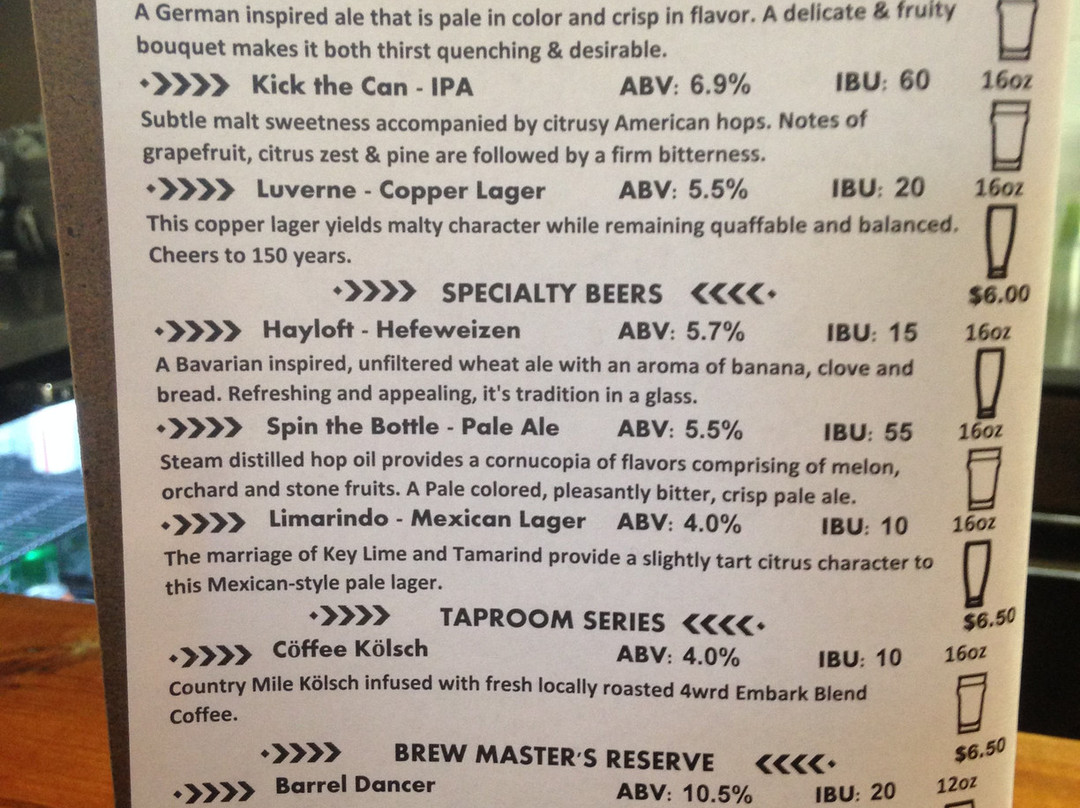 A German inspired ale that is pale in color and crisp in flavor. A delicate & fruity
bouquet makes it both thirst quenching & desirable.
Kick the Can - IPA ABV: 6.9% IBU: 60 16oz
Subtle malt sweetness accompanied by citrusy American hops. Notes of
grapefruit, citrus zest & pine are followed by a firm bitterness.
Luverne - Copper Lager ABV: 5.5% IBU: 20 16oz
This copper lager yields malty character while remaining quaffable and balanced.
Cheers to 150 years.
SPECIALTY BEERS $6.00
Hayloft - Hefeweizen ABV: 5.7% IBU: 15 16oz
A Bavarian inspired, unfiltered wheat ale with an aroma of banana, clove and
bread. Refreshing and appealing, it's tradition in a glass.
Spin the Bottle - Pale Ale ABV: 5.5% IBU: 55 16oz
Steam distilled hop oil provides a cornucopia of flavors comprising of melon,
orchard and stone fruits. A Pale colored, pleasantly bitter, crisp pale ale.
Limarindo - Mexican Lager ABV: 4.0% IBU: 10 16oz
The marriage of Key Lime and Tamarind provide a slightly tart citrus character to
this Mexican-style pale lager.
TAPROOM SERIES $6.50
Cöffee Kölsch ABV: 4.0% IBU: 10 16oz
Country Mile Kölsch infused with fresh locally roasted 4wrd Embark Blend
Coffee.
BREW MASTER'S RESERVE $6.50
Barrel Dancer ABV: 10.5% IBU: 20 12oz